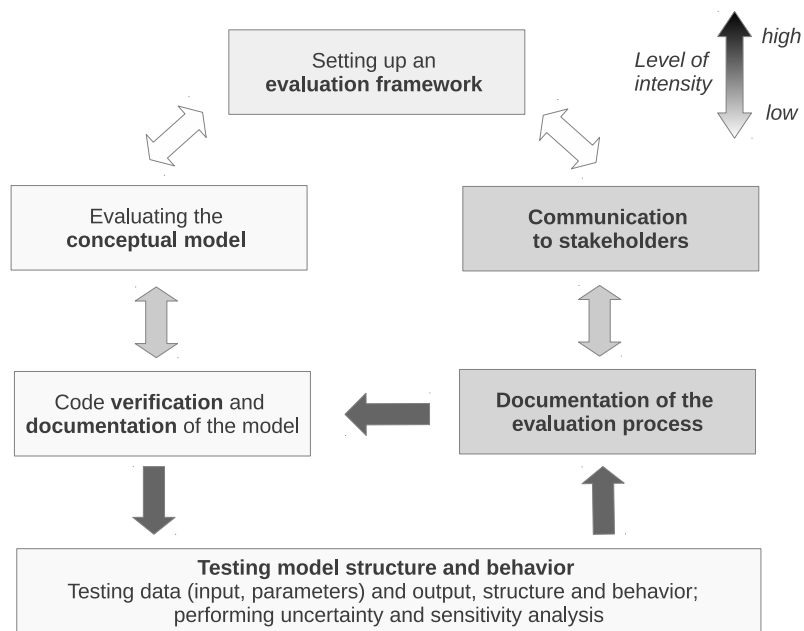 Setting up an
evaluation framework
Level of
intensity
high
low
Evaluating the
conceptual model
Communication
to stakeholders
Code verification and
documentation of the model
Documentation of the
evaluation process
Testing model structure and behavior
Testing data (input, parameters) and output, structure and behavior;
performing uncertainty and sensitivity analysis